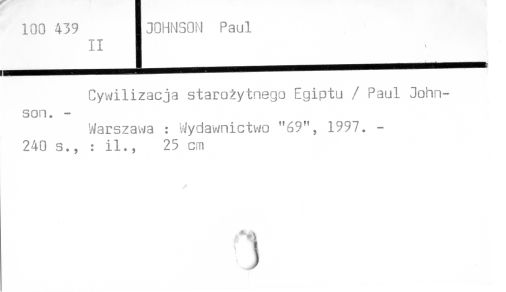 100 439
II
JOHNSON Paul
Cywilizacja starożytnego Egiptu / Paul John-
son. -
Warszawa : Wydawnictwo "69", 1997. -
240 s., : il., 25 cm